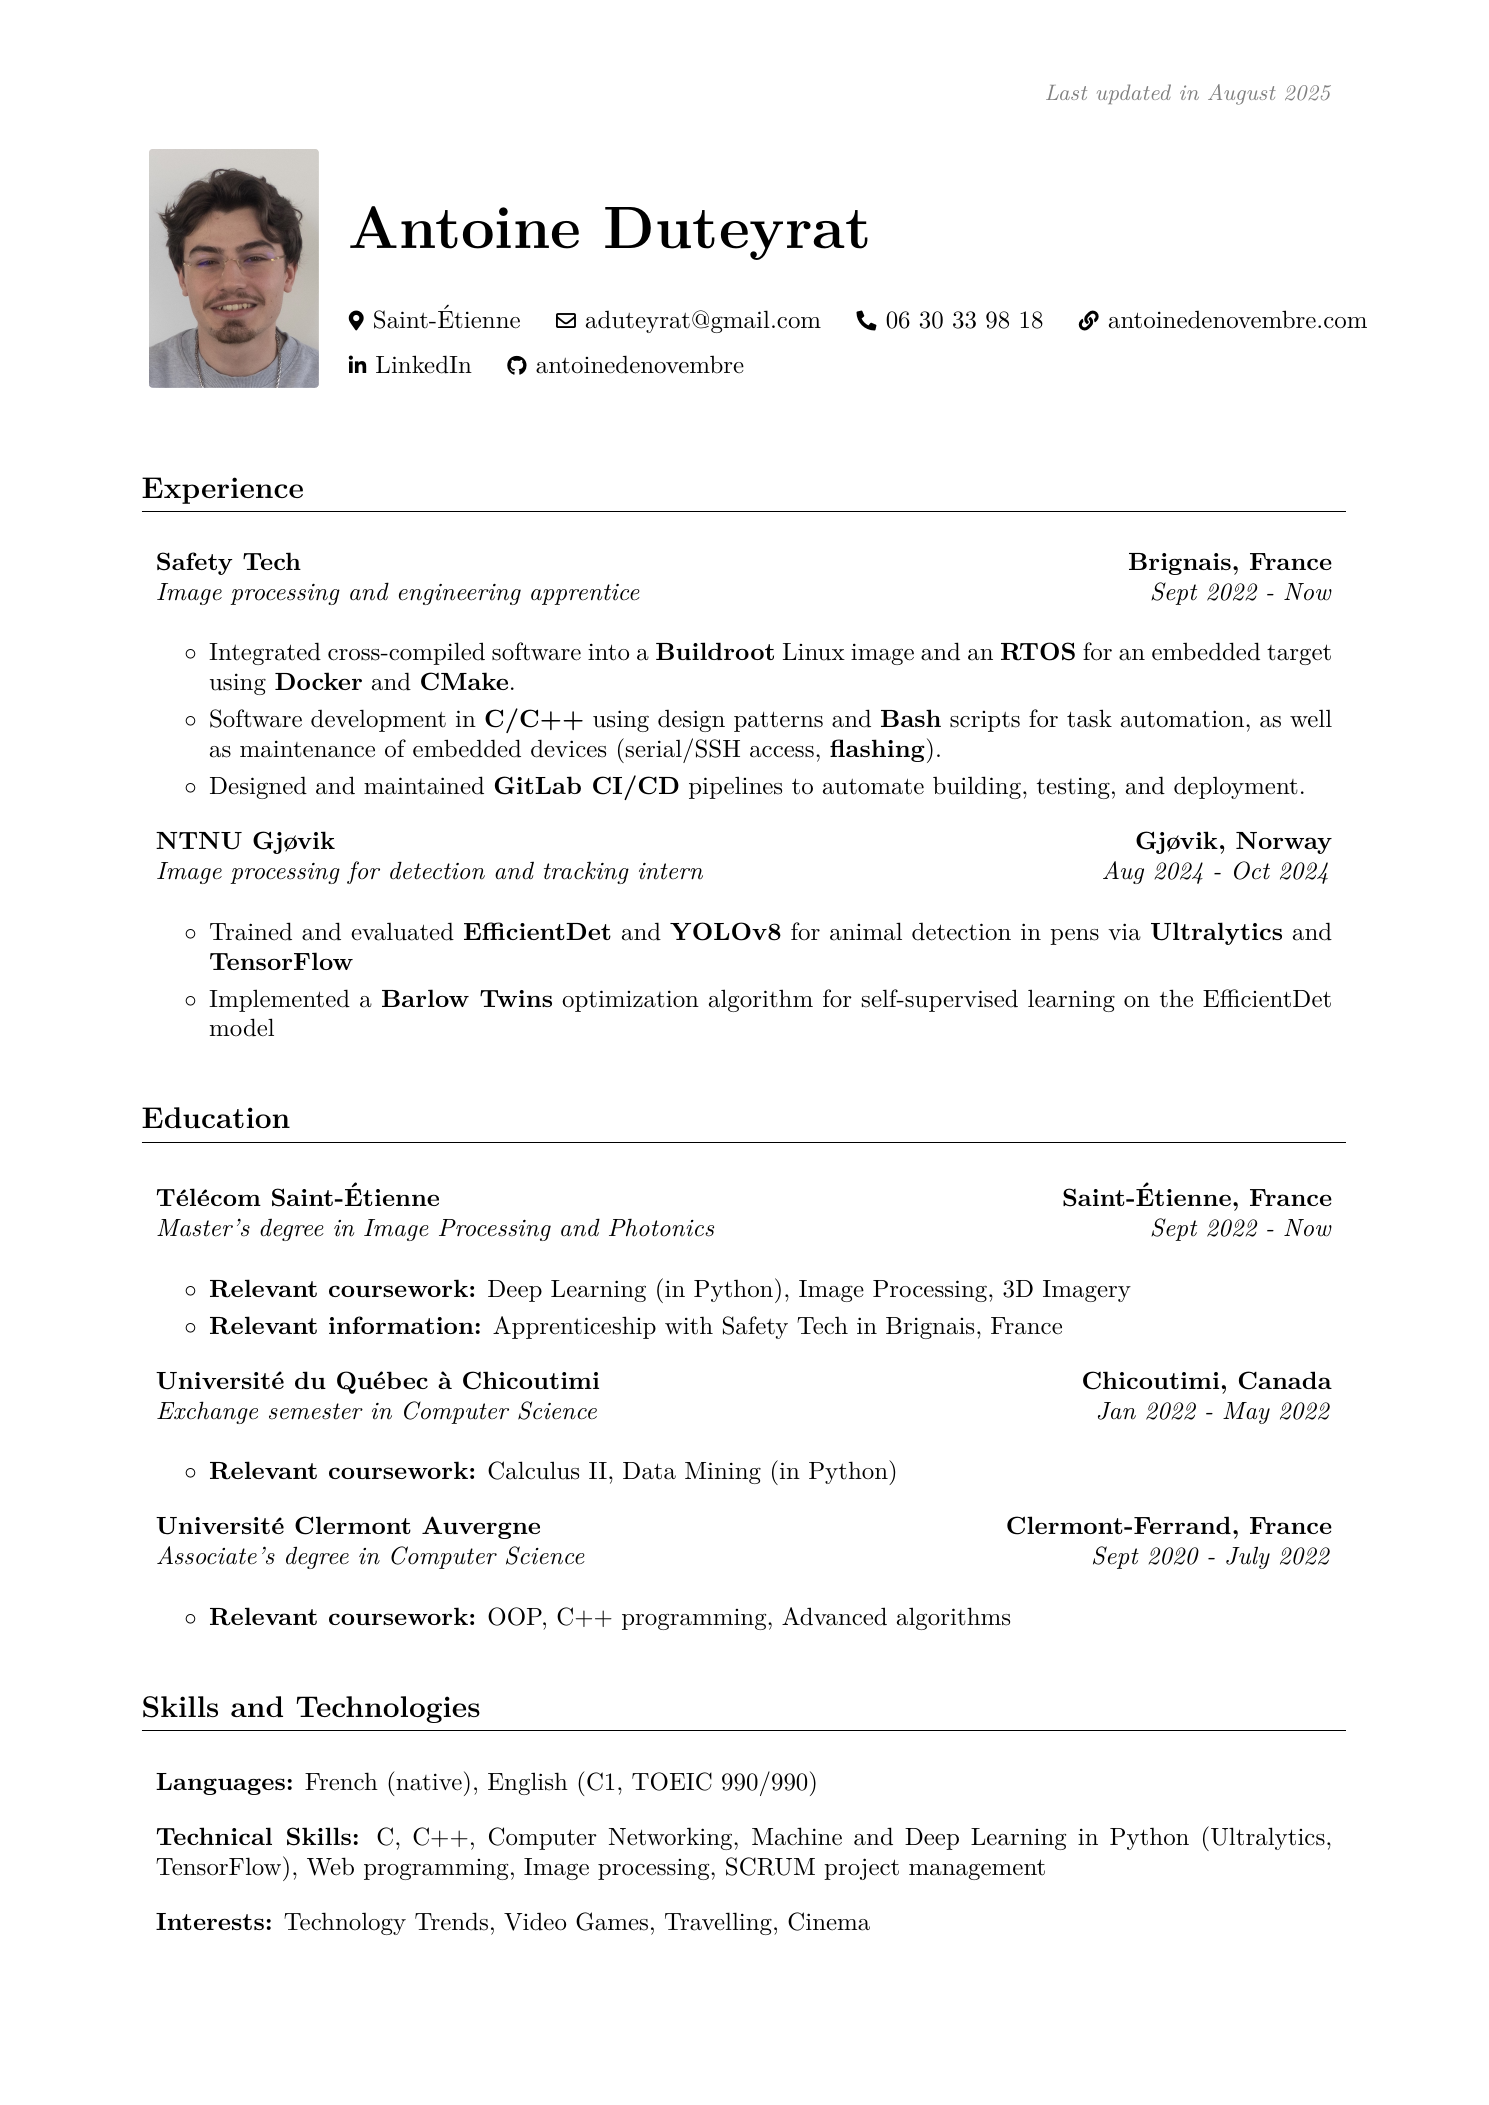 Last updated in August 2025
Antoine Duteyrat
Saint-Étienne aduteyrat@gmail.com 06 30 33 98 18 antoinedenovembre.com
LinkedIn antoinedenovembre
Experience
Safety Tech Brignais, France
Image processing and engineering apprentice Sept 2022 - Now
◦ Integrated cross-compiled software into a Buildroot Linux image and an RTOS for an embedded target
using Docker and CMake.
◦ Software development in C/C++ using design patterns and Bash scripts for task automation, as well
as maintenance of embedded devices (serial/SSH access, flashing).
◦ Designed and maintained GitLab CI/CD pipelines to automate building, testing, and deployment.
NTNU Gjøvik Gjøvik, Norway
Image processing for detection and tracking intern Aug 2024 - Oct 2024
◦ Trained and evaluated EfficientDet and YOLOv8 for animal detection in pens via Ultralytics and
TensorFlow
◦ Implemented a Barlow Twins optimization algorithm for self-supervised learning on the EfficientDet
model
Education
Télécom Saint-Étienne Saint-Étienne, France
Master's degree in Image Processing and Photonics Sept 2022 - Now
◦ Relevant coursework: Deep Learning (in Python), Image Processing, 3D Imagery
◦ Relevant information: Apprenticeship with Safety Tech in Brignais, France
Université du Québec à Chicoutimi Chicoutimi, Canada
Exchange semester in Computer Science Jan 2022 - May 2022
◦ Relevant coursework: Calculus II, Data Mining (in Python)
Université Clermont Auvergne Clermont-Ferrand, France
Associate's degree in Computer Science Sept 2020 - July 2022
◦ Relevant coursework: OOP, C++ programming, Advanced algorithms
Skills and Technologies
Languages: French (native), English (C1, TOEIC 990/990)
Technical Skills: C, C++, Computer Networking, Machine and Deep Learning in Python (Ultralytics,
TensorFlow), Web programming, Image processing, SCRUM project management
Interests: Technology Trends, Video Games, Travelling, Cinema